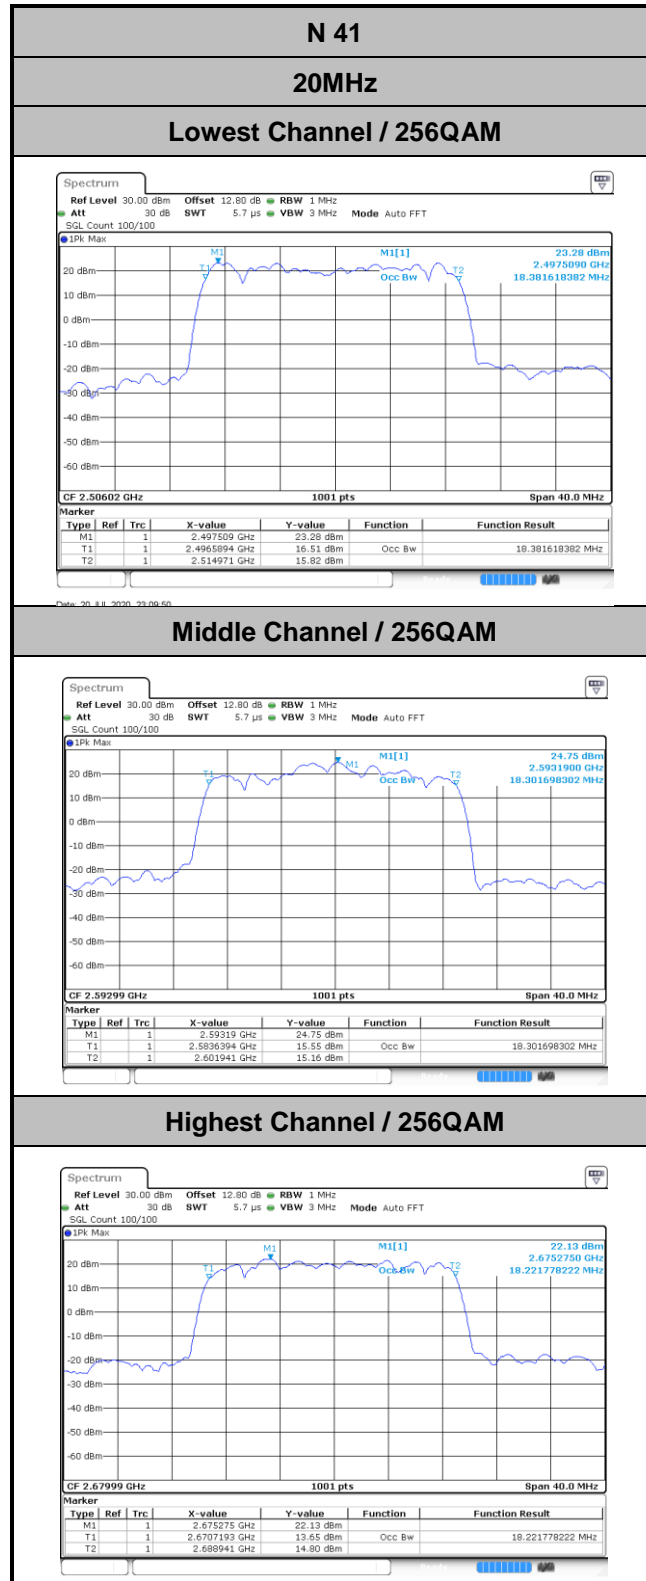 N 41
20MHz
Lowest Channel / 256QAM
Spectrum
Ref Level 30.00 dBm Offset 12.80 dB RBW 1 MHz
Att 30 dB SWT 5.7 µs VBW 3 MHz Mode Auto FFT
SGL Count 100/100
1Pk Max
M1[1] 23.28 dBm
2.4975090 GHz
Occ Bw 18.381618382 MHz
M1
T1
T2
20 dBm
10 dBm
0 dBm
-10 dBm
-20 dBm
-30 dBm
-40 dBm
-50 dBm
-60 dBm
CF 2.50602 GHz 1001 pts Span 40.0 MHz
Marker
Type Ref Trc X-value Y-value Function Function Result
M1 1 2.497509 GHz 23.28 dBm
T1 1 2.4965894 GHz 16.51 dBm Occ Bw 18.381618382 MHz
T2 1 2.514971 GHz 15.82 dBm
Date: 20.JUL.2020 23:09:50
Middle Channel / 256QAM
Spectrum
Ref Level 30.00 dBm Offset 12.80 dB RBW 1 MHz
Att 30 dB SWT 5.7 µs VBW 3 MHz Mode Auto FFT
SGL Count 100/100
1Pk Max
M1[1] 24.75 dBm
2.5931900 GHz
Occ Bw 18.301698302 MHz
M1
T1
T2
20 dBm
10 dBm
0 dBm
-10 dBm
-20 dBm
-30 dBm
-40 dBm
-50 dBm
-60 dBm
CF 2.59299 GHz 1001 pts Span 40.0 MHz
Marker
Type Ref Trc X-value Y-value Function Function Result
M1 1 2.59319 GHz 24.75 dBm
T1 1 2.5836394 GHz 15.55 dBm Occ Bw 18.301698302 MHz
T2 1 2.601941 GHz 15.16 dBm
Highest Channel / 256QAM
Spectrum
Ref Level 30.00 dBm Offset 12.80 dB RBW 1 MHz
Att 30 dB SWT 5.7 µs VBW 3 MHz Mode Auto FFT
SGL Count 100/100
1Pk Max
M1[1] 22.13 dBm
2.6752750 GHz
Occ Bw 18.221778222 MHz
M1
T1
T2
20 dBm
10 dBm
0 dBm
-10 dBm
-20 dBm
-30 dBm
-40 dBm
-50 dBm
-60 dBm
CF 2.67999 GHz 1001 pts Span 40.0 MHz
Marker
Type Ref Trc X-value Y-value Function Function Result
M1 1 2.675275 GHz 22.13 dBm
T1 1 2.6707193 GHz 13.65 dBm Occ Bw 18.221778222 MHz
T2 1 2.688941 GHz 14.80 dBm